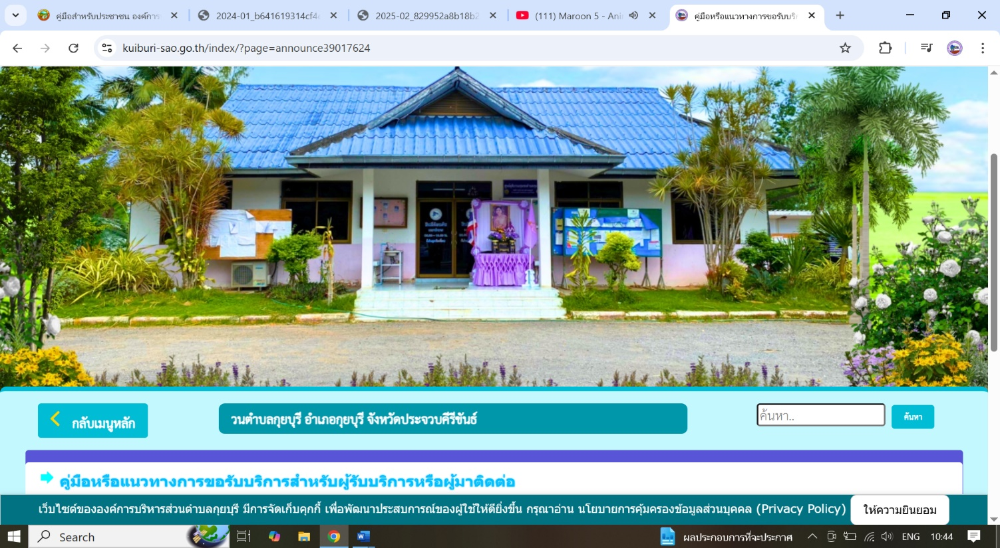 คู่มือสำหรับประชาชน องค์การ
2024-01_b641619314cf4
2025-02_829952a8b18b2
(111) Maroon 5 - Ani
คู่มือหรือแนวทางการขอรับบริ
kuiburi-sao.go.th/index/?page=announce39017624
กลับเมนูหลัก
วนตำบลกุยบุรี อำเภอกุยบุรี จังหวัดประจวบคีรีขันธ์
ค้นหา..
ค้นหา
คู่มือหรือแนวทางการขอรับบริการสำหรับผู้รับบริการหรือผู้มาติดต่อ
เว็บไซต์ขององค์การบริหารส่วนตำบลกุยบุรี มีการจัดเก็บคุกกี้ เพื่อพัฒนาประสบการณ์ของผู้ใช้ให้ดียิ่งขึ้น กรุณาอ่าน นโยบายการคุ้มครองข้อมูลส่วนบุคคล (Privacy Policy)
ให้ความยินยอม
Search
ผลประกอบการที่จะประกาศ
ENG
10:44